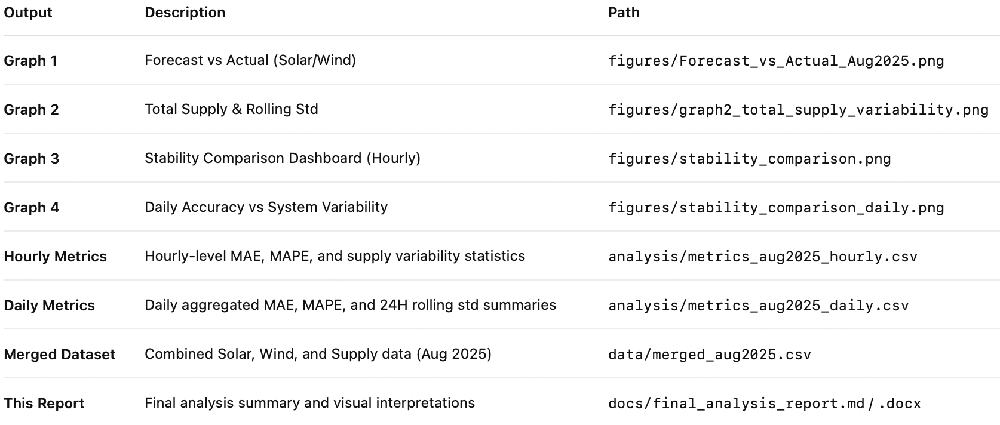 Output Description Path
Graph 1 Forecast vs Actual (Solar/Wind) figures/Forecast_vs_Actual_Aug2025.png
Graph 2 Total Supply & Rolling Std figures/graph2_total_supply_variability.png
Graph 3 Stability Comparison Dashboard (Hourly) figures/stability_comparison.png
Graph 4 Daily Accuracy vs System Variability figures/stability_comparison_daily.png
Hourly Metrics Hourly-level MAE, MAPE, and supply variability statistics analysis/metrics_aug2025_hourly.csv
Daily Metrics Daily aggregated MAE, MAPE, and 24H rolling std summaries analysis/metrics_aug2025_daily.csv
Merged Dataset Combined Solar, Wind, and Supply data (Aug 2025) data/merged_aug2025.csv
This Report Final analysis summary and visual interpretations docs/final_analysis_report.md / .docx